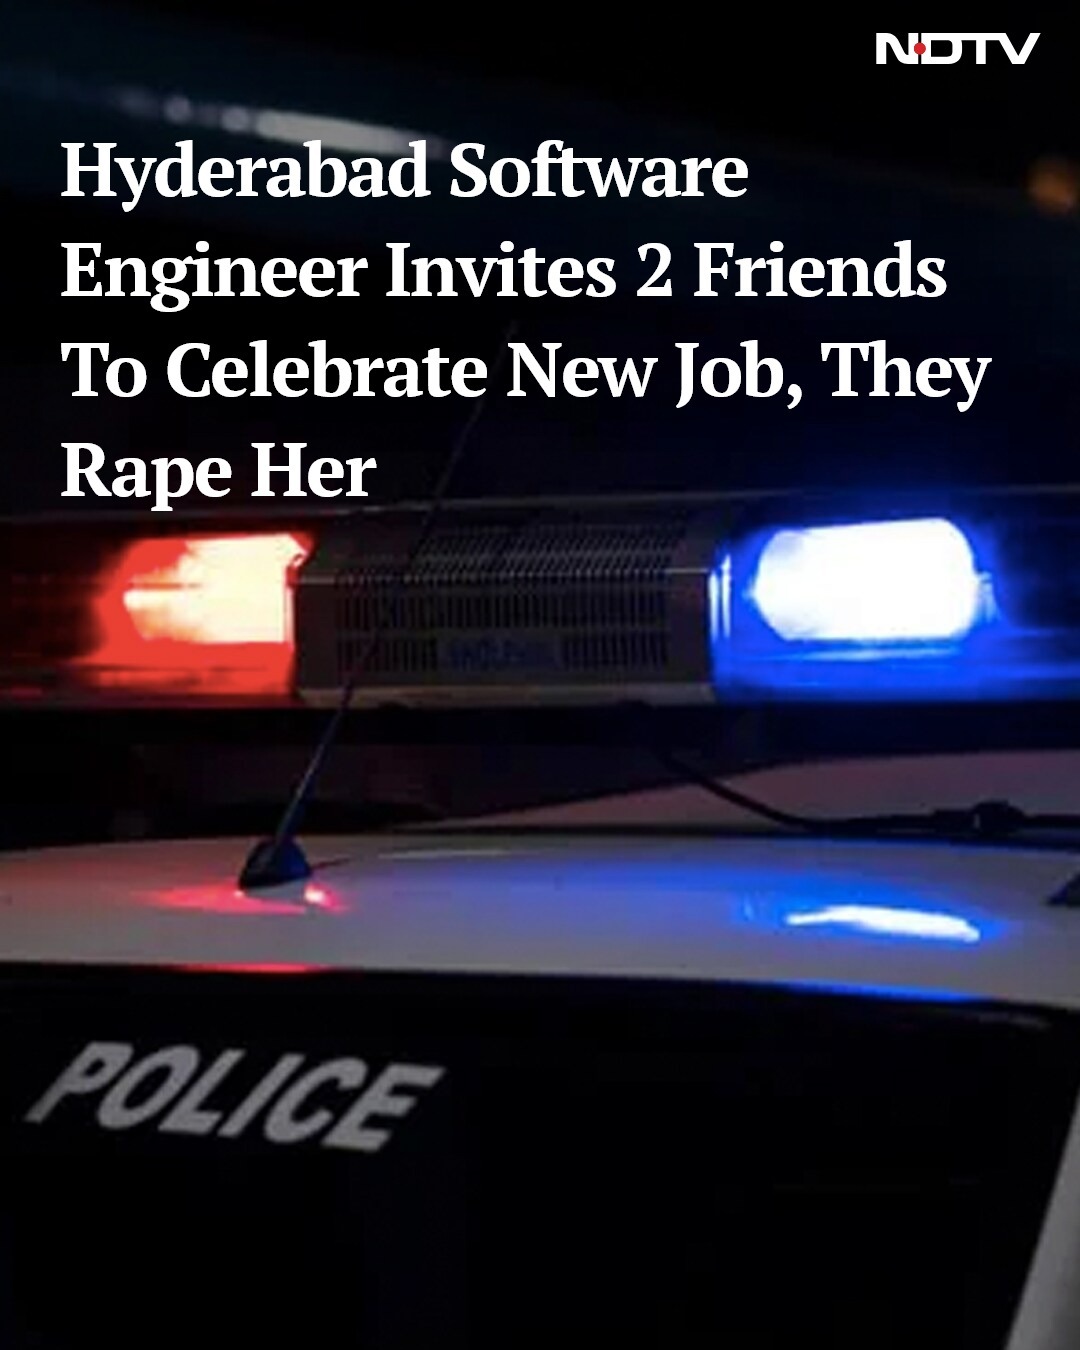 NDTV
Hyderabad Software
Engineer Invites 2 Friends
To Celebrate New Job, They
Rape Her
POLICE